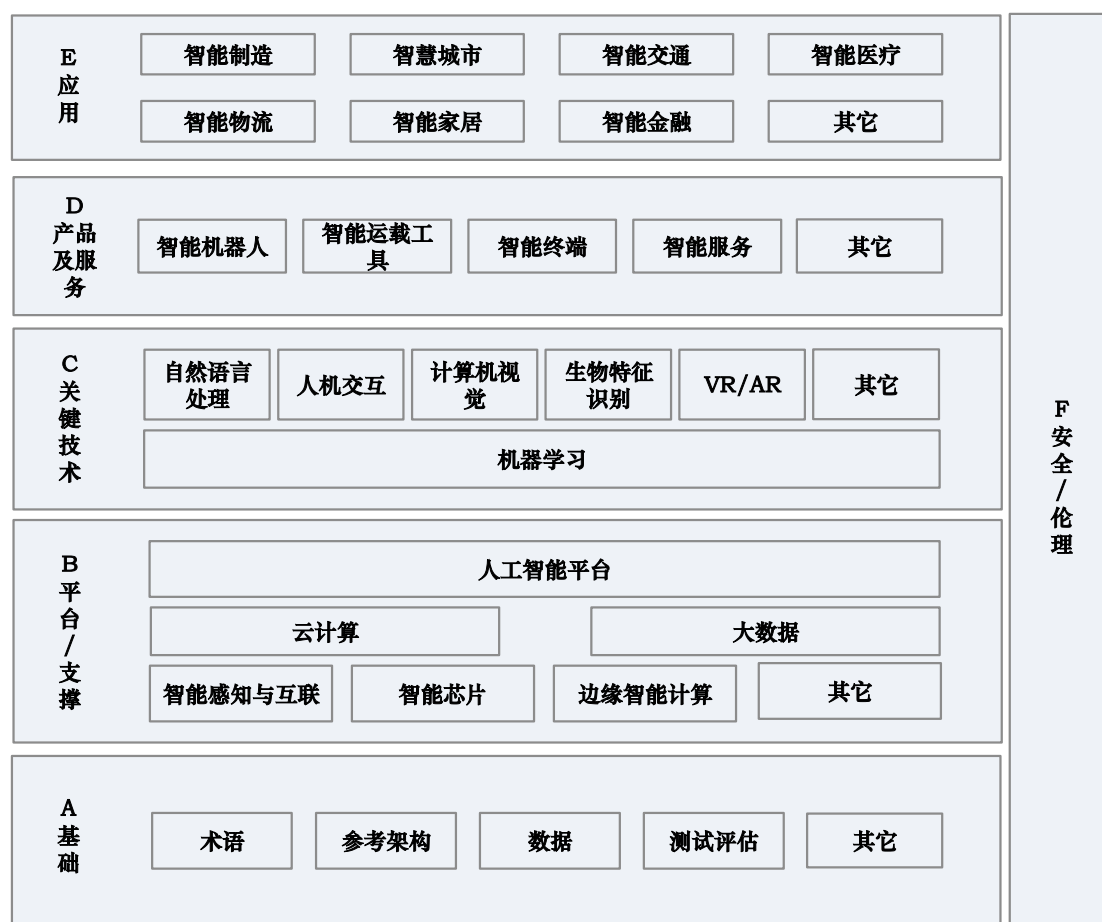 E
应
用
智能制造
智慧城市
智能交通
智能医疗
智能物流
智能家居
智能金融
其它
D
产品
及服
务
智能机器人
智能运载工
具
智能终端
智能服务
其它
C
关
键
技
术
自然语言
处理
人机交互
计算机视
觉
生物特征
识别
VR/AR
其它
机器学习
B
平
台
/
支
撑
人工智能平台
云计算
大数据
智能感知与互联
智能芯片
边缘智能计算
其它
A
基
础
术语
参考架构
数据
测试评估
其它
F
安
全
/
伦
理